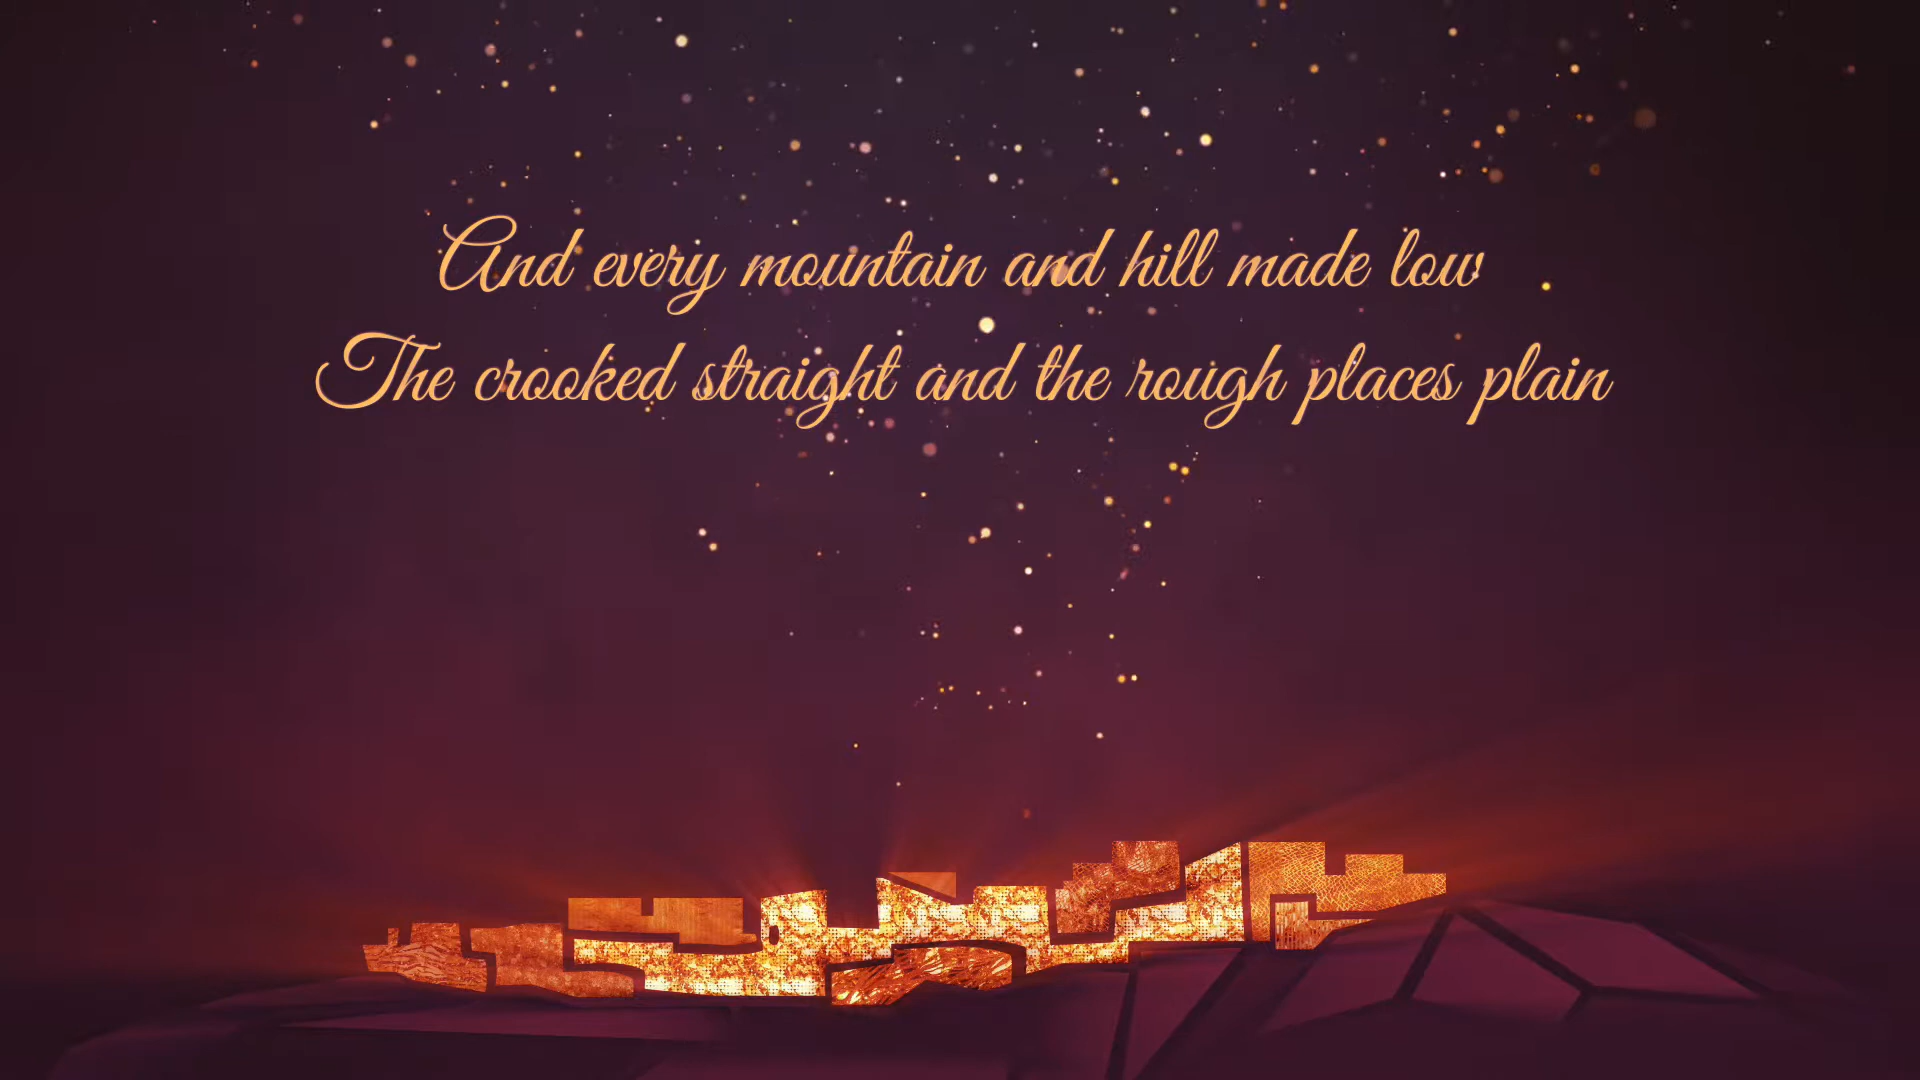 And every mountain and hill made low
The crooked straight and the rough places plain